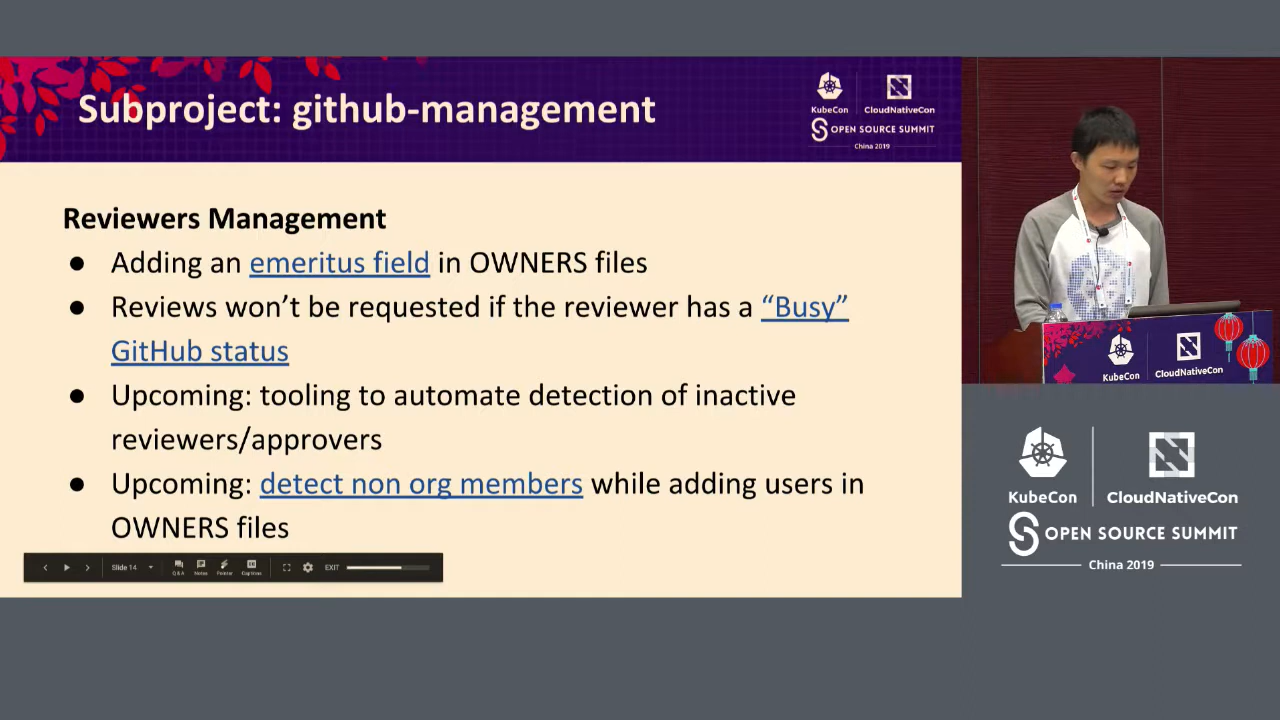 Subproject: github-management
KubeCon
CloudNativeCon
OPEN SOURCE SUMMIT
China 2019
Reviewers Management
● Adding an emeritus field in OWNERS files
● Reviews won’t be requested if the reviewer has a “Busy”
GitHub status
● Upcoming: tooling to automate detection of inactive
reviewers/approvers
● Upcoming: detect non org members while adding users in
OWNERS files
Slide 14
Q & A
Notes
Pointer
Captions
EXIT
KubeCon
CloudNativeCon
KubeCon
CloudNativeCon
OPEN SOURCE SUMMIT
China 2019